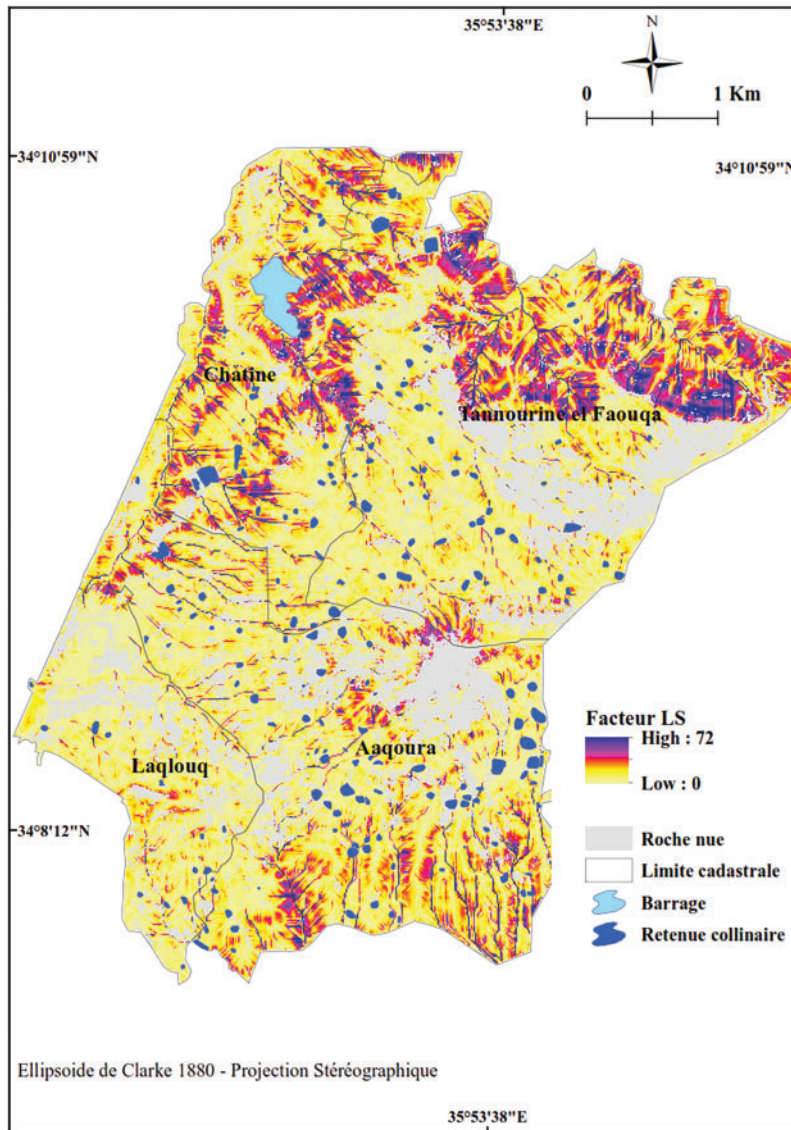 35°53'38"E
N
0 1 Km
34°10'59"N
34°10'59"N
Châtine
Tannourine el Faouqa
Facteur LS
High : 72
Low : 0
Laqlouq
Aaqoura
34°8'12"N
Roche nue
Limite cadastrale
Barrage
Retenue collinaire
Ellipsoide de Clarke 1880 - Projection Stéréographique
35°53'38"E